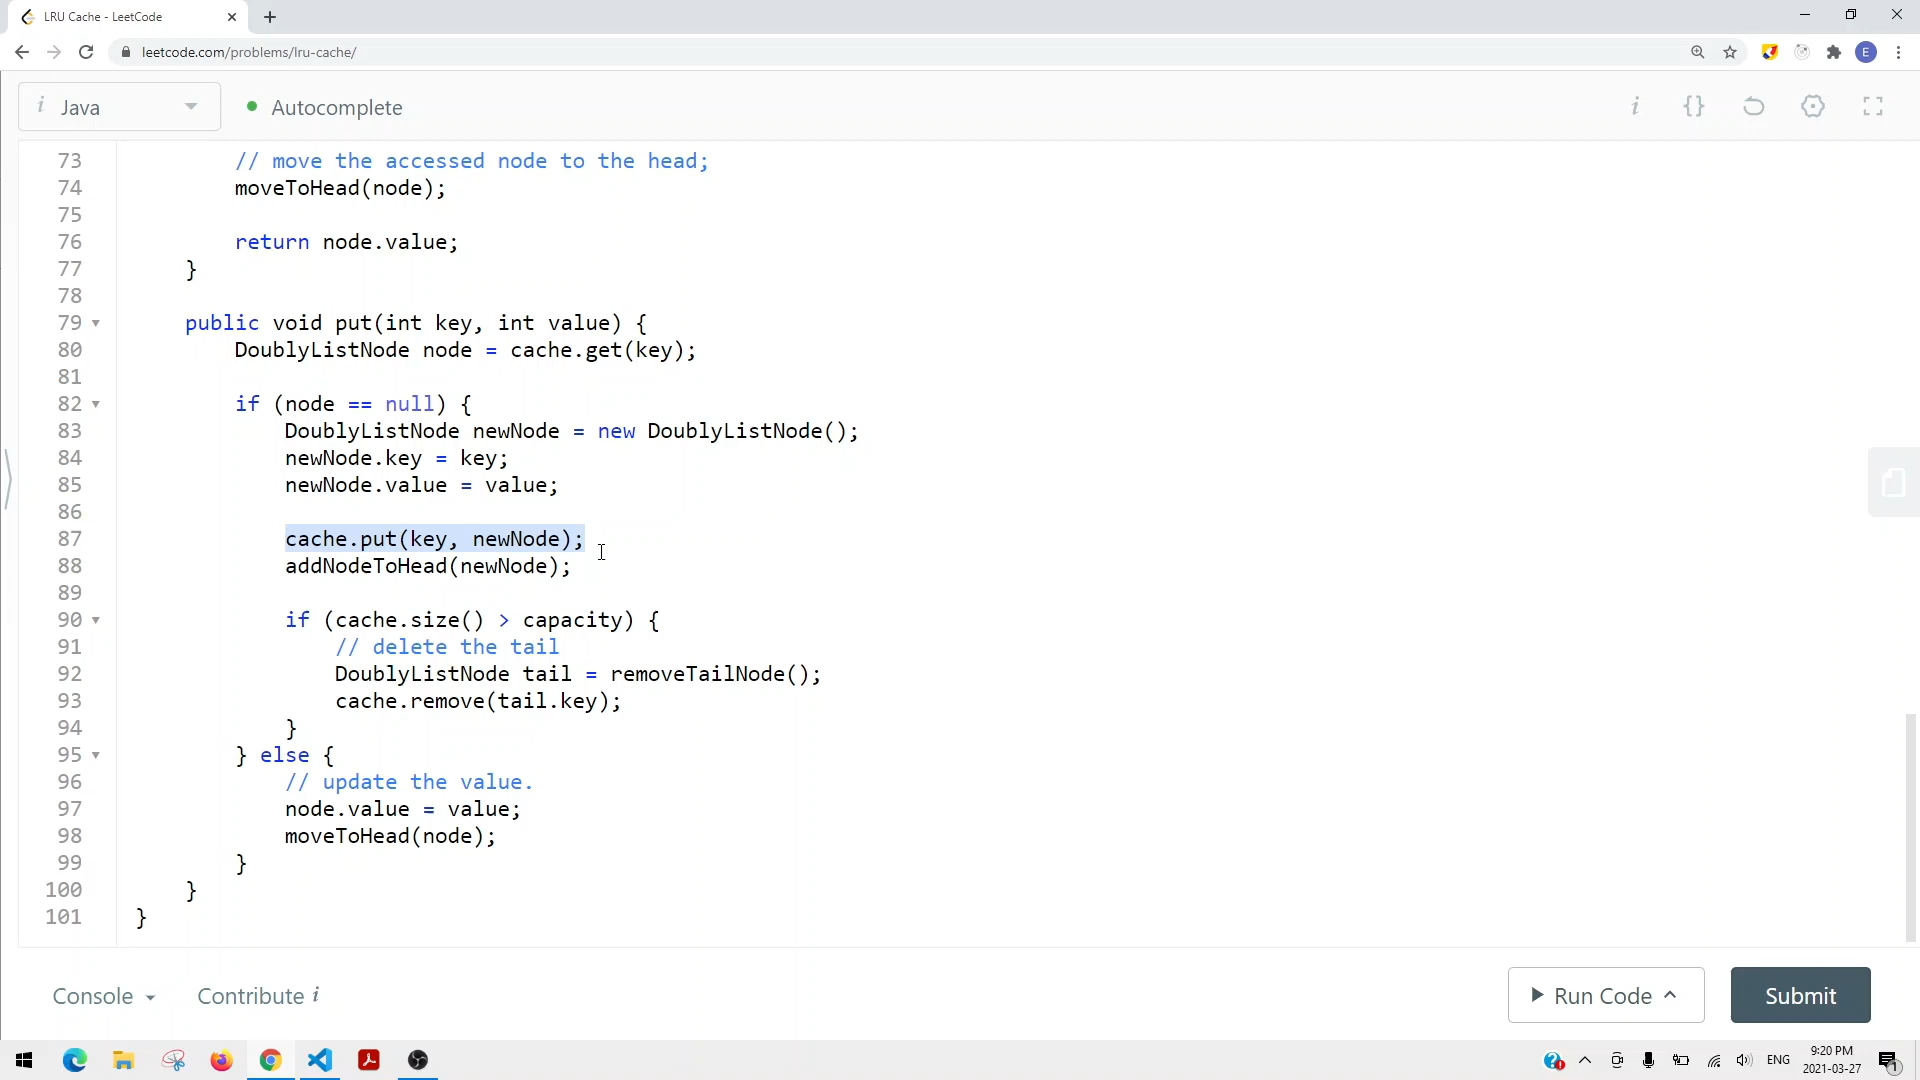 LRU Cache - LeetCode
leetcode.com/problems/lru-cache/
E
i Java
Autocomplete
i {}
73 // move the accessed node to the head;
74 moveToHead(node);
75
76 return node.value;
77 }
78
79 public void put(int key, int value) {
80 DoublyListNode node = cache.get(key);
81
82 if (node == null) {
83 DoublyListNode newNode = new DoublyListNode();
84 newNode.key = key;
85 newNode.value = value;
86
87 cache.put(key, newNode);
88 addNodeToHead(newNode);
89
90 if (cache.size() > capacity) {
91 // delete the tail
92 DoublyListNode tail = removeTailNode();
93 cache.remove(tail.key);
94 }
95 } else {
96 // update the value.
97 node.value = value;
98 moveToHead(node);
99 }
100 }
101 }
Console Contribute i Run Code Submit
ENG
9:20 PM
2021-03-27
1